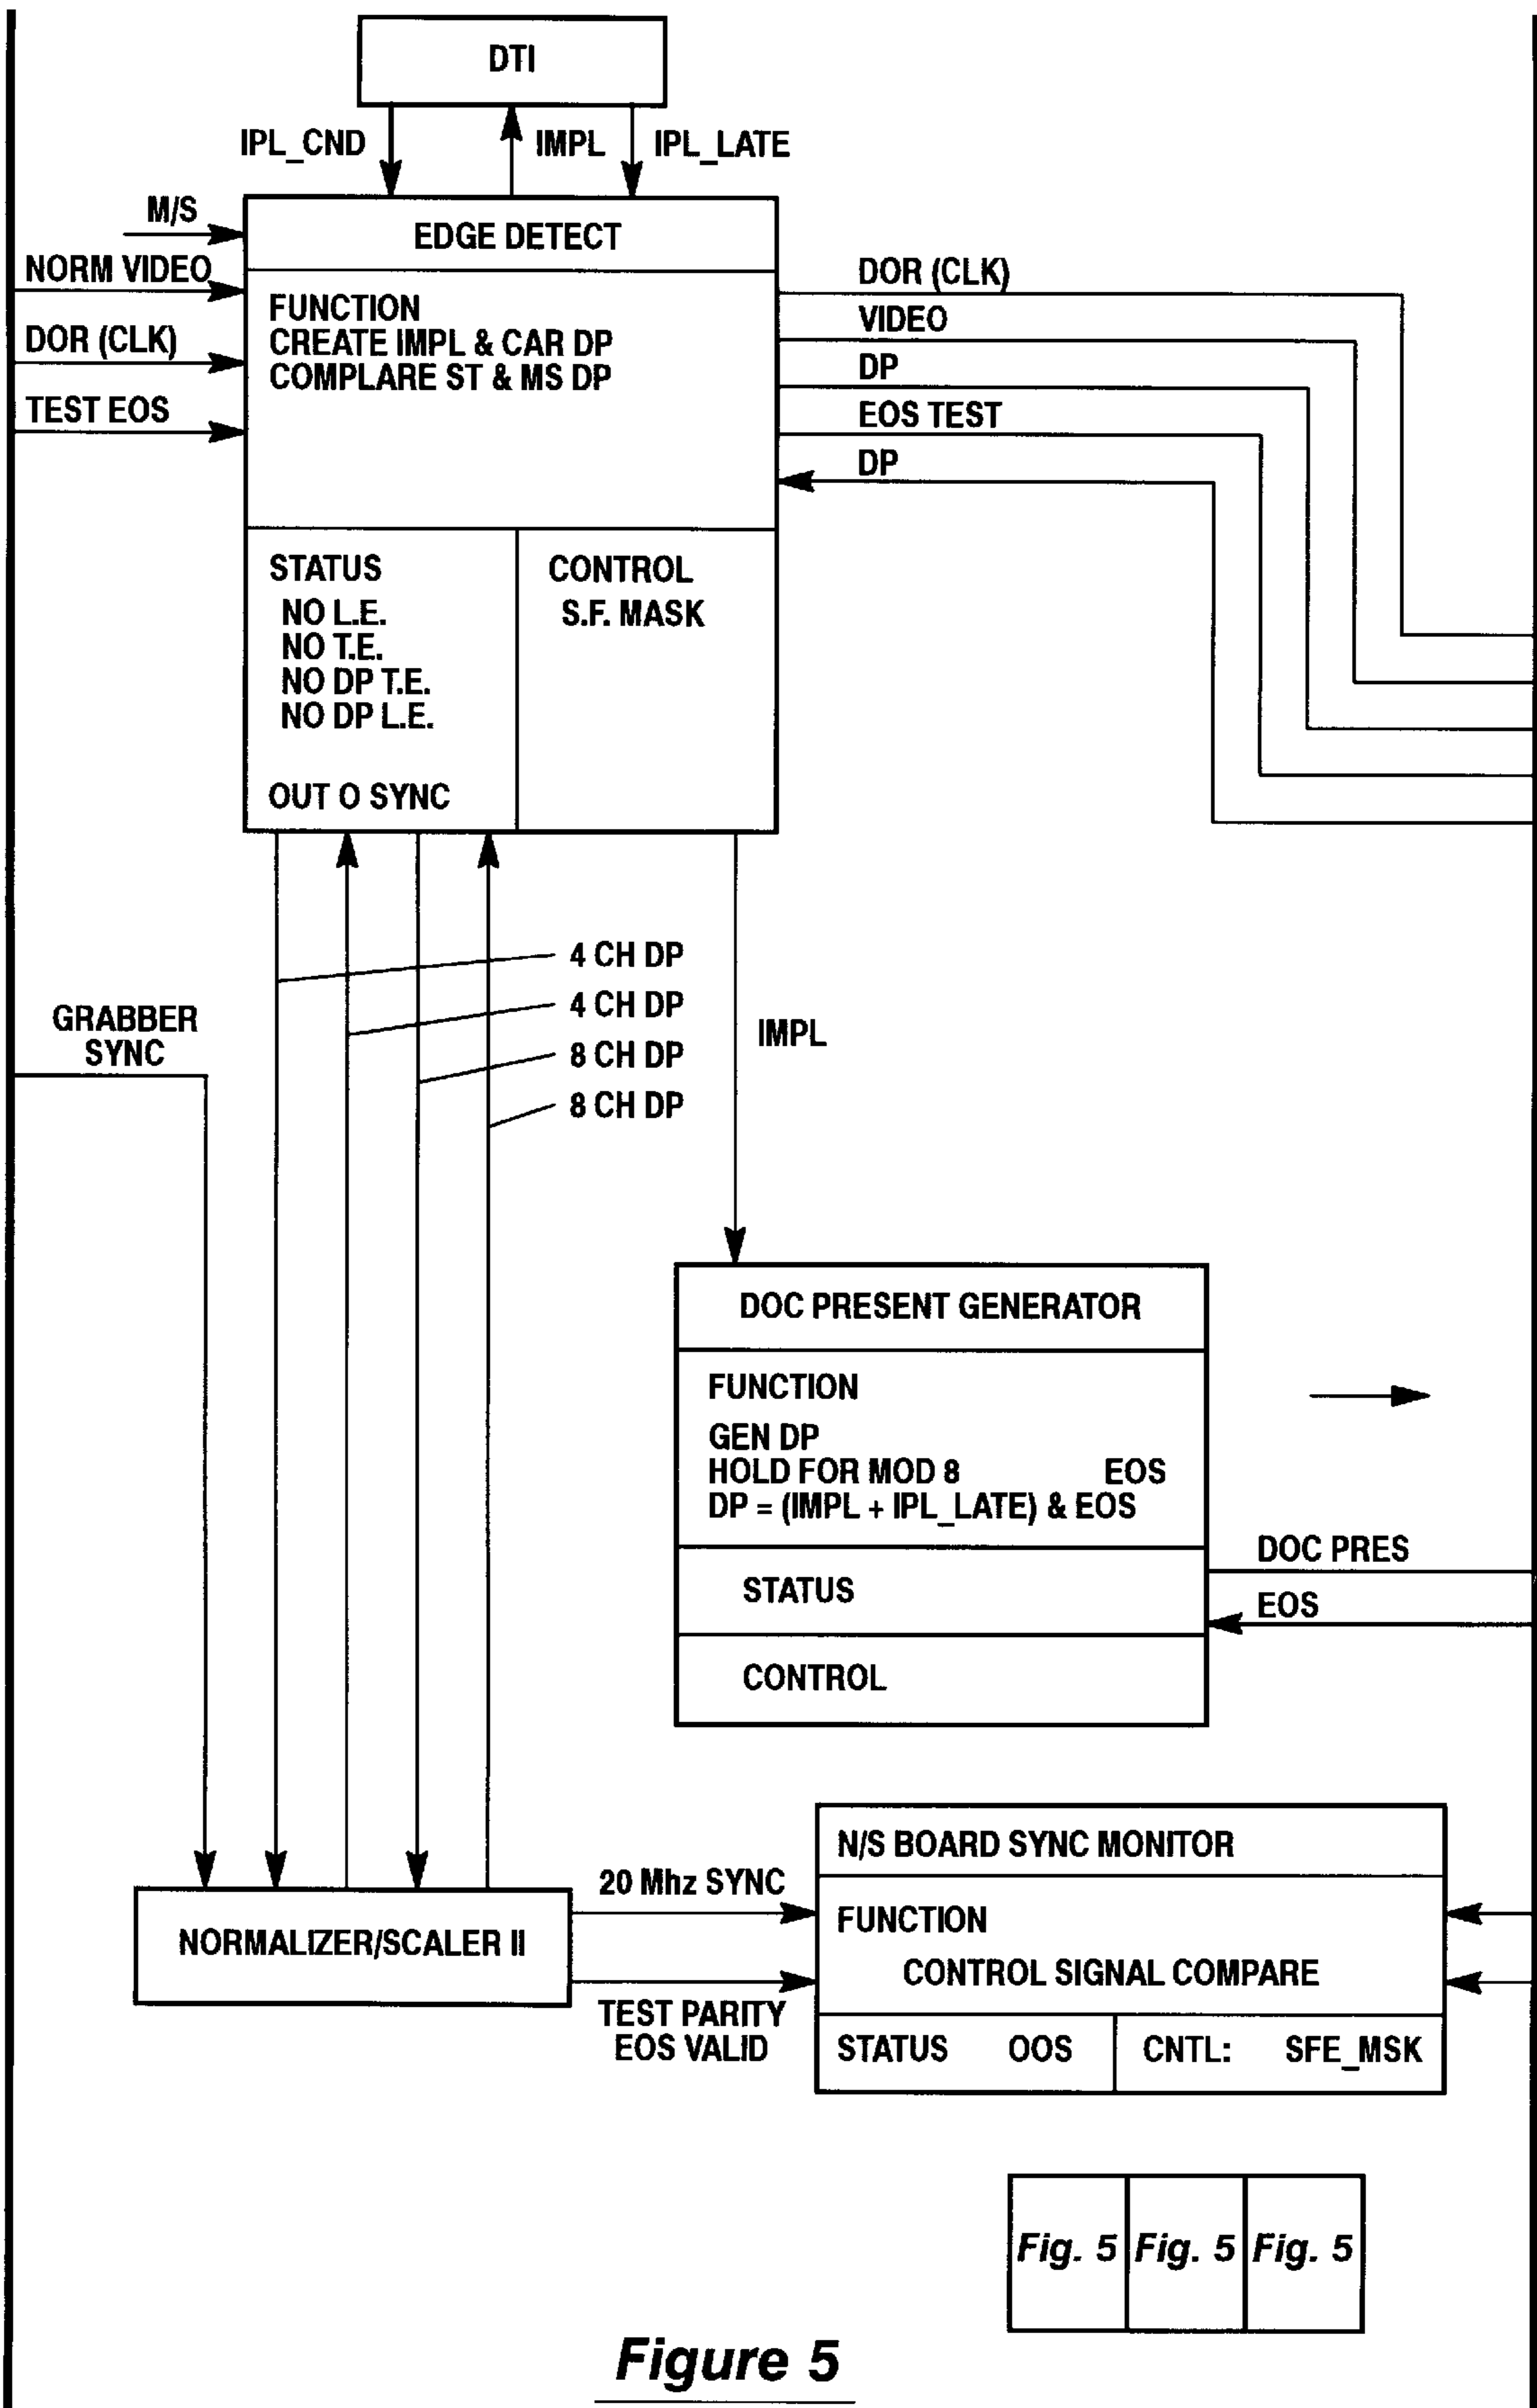 DTI
IPL_CND
IMPL
IPL_LATE
M/S
NORM VIDEO
DOR (CLK)
TEST EOS
EDGE DETECT
FUNCTION
CREATE IMPL & CAR DP
COMPLARE ST & MS DP
STATUS
NO L.E.
NO T.E.
NO DP T.E.
NO DP L.E.
OUT O SYNC
CONTROL
S.F. MASK
DOR (CLK)
VIDEO
DP
EOS TEST
DP
4 CH DP
4 CH DP
8 CH DP
8 CH DP
IMPL
GRABBER
SYNC
DOC PRESENT GENERATOR
FUNCTION
GEN DP
HOLD FOR MOD 8 EOS
DP = (IMPL + IPL_LATE) & EOS
STATUS
CONTROL
DOC PRES
EOS
NORMALIZER/SCALER II
20 Mhz SYNC
TEST PARITY
EOS VALID
N/S BOARD SYNC MONITOR
FUNCTION
CONTROL SIGNAL COMPARE
STATUS OOS
CNTL: SFE_MSK
Fig. 5 Fig. 5 Fig. 5
Figure 5